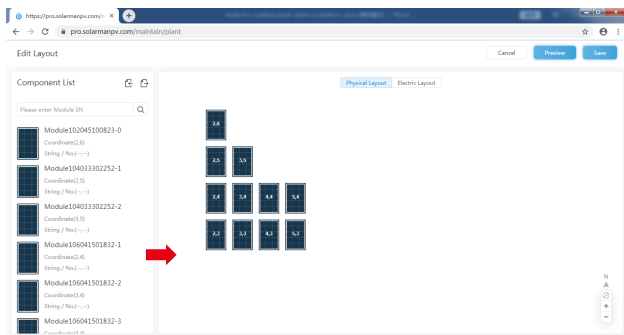 https://pro.solarmanpv.com/m
pro.solarmanpv.com/maintain/plant
Edit Layout
Cancel
Preview
Save
Component List
Physical Layout
Electric Layout
Please enter Module SN
Module102045100823-0
Coordinate(2,6)
String / No.(--,--)
Module104033302252-1
Coordinate(2,5)
String / No.(--,--)
Module104033302252-2
Coordinate(3,5)
String / No.(--,--)
Module106041501832-1
Coordinate(2,4)
String / No.(--,--)
Module106041501832-2
Coordinate(3,4)
String / No.(--,--)
Module106041501832-3
Coordinate(4,4)
2,6
2,5 3,5
2,4 3,4 4,4 5,4
2,3 3,3 4,3 5,3
N